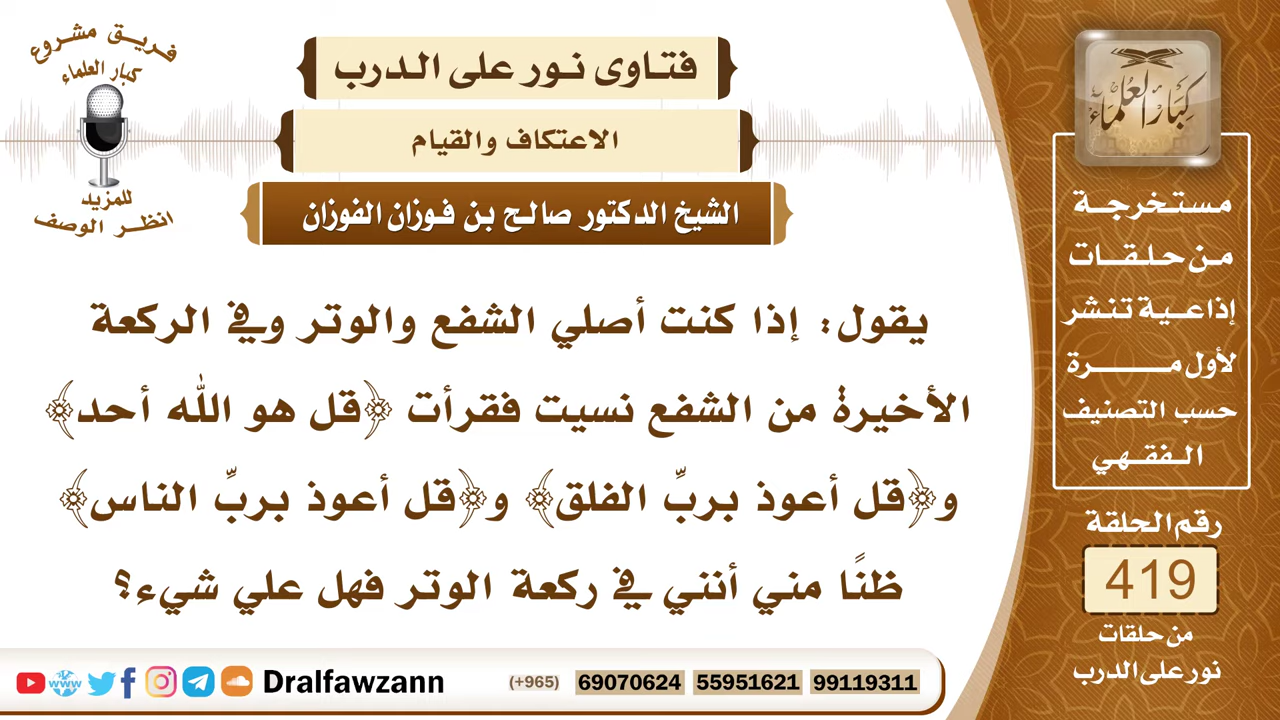 فريق مشروع
كبار العلماء
للمزيد
انظر الوصف
فتاوى نور على الدرب
الاعتكاف والقيام
الشيخ الدكتور صالح بن فوزان الفوزان
يقول: إذا كنت أصلي الشفع والوتر وفي الركعة
الأخيرة من الشفع نسيت فقرأت ﴿قل هو الله أحد﴾
و﴿قل أعوذ بربِّ الفلق﴾ و﴿قل أعوذ بربِّ الناس﴾
ظنًا مني أنني في ركعة الوتر فهل علي شيء؟
كبار العلماء
مستخرجة
من حلقات
إذاعية تنشر
لأول مرة
حسب التصنيف
الفقهي
رقم الحلقة
419
من حلقات
نور على الدرب
www Dralfawzann (+965) 69070624 55951621 99119311